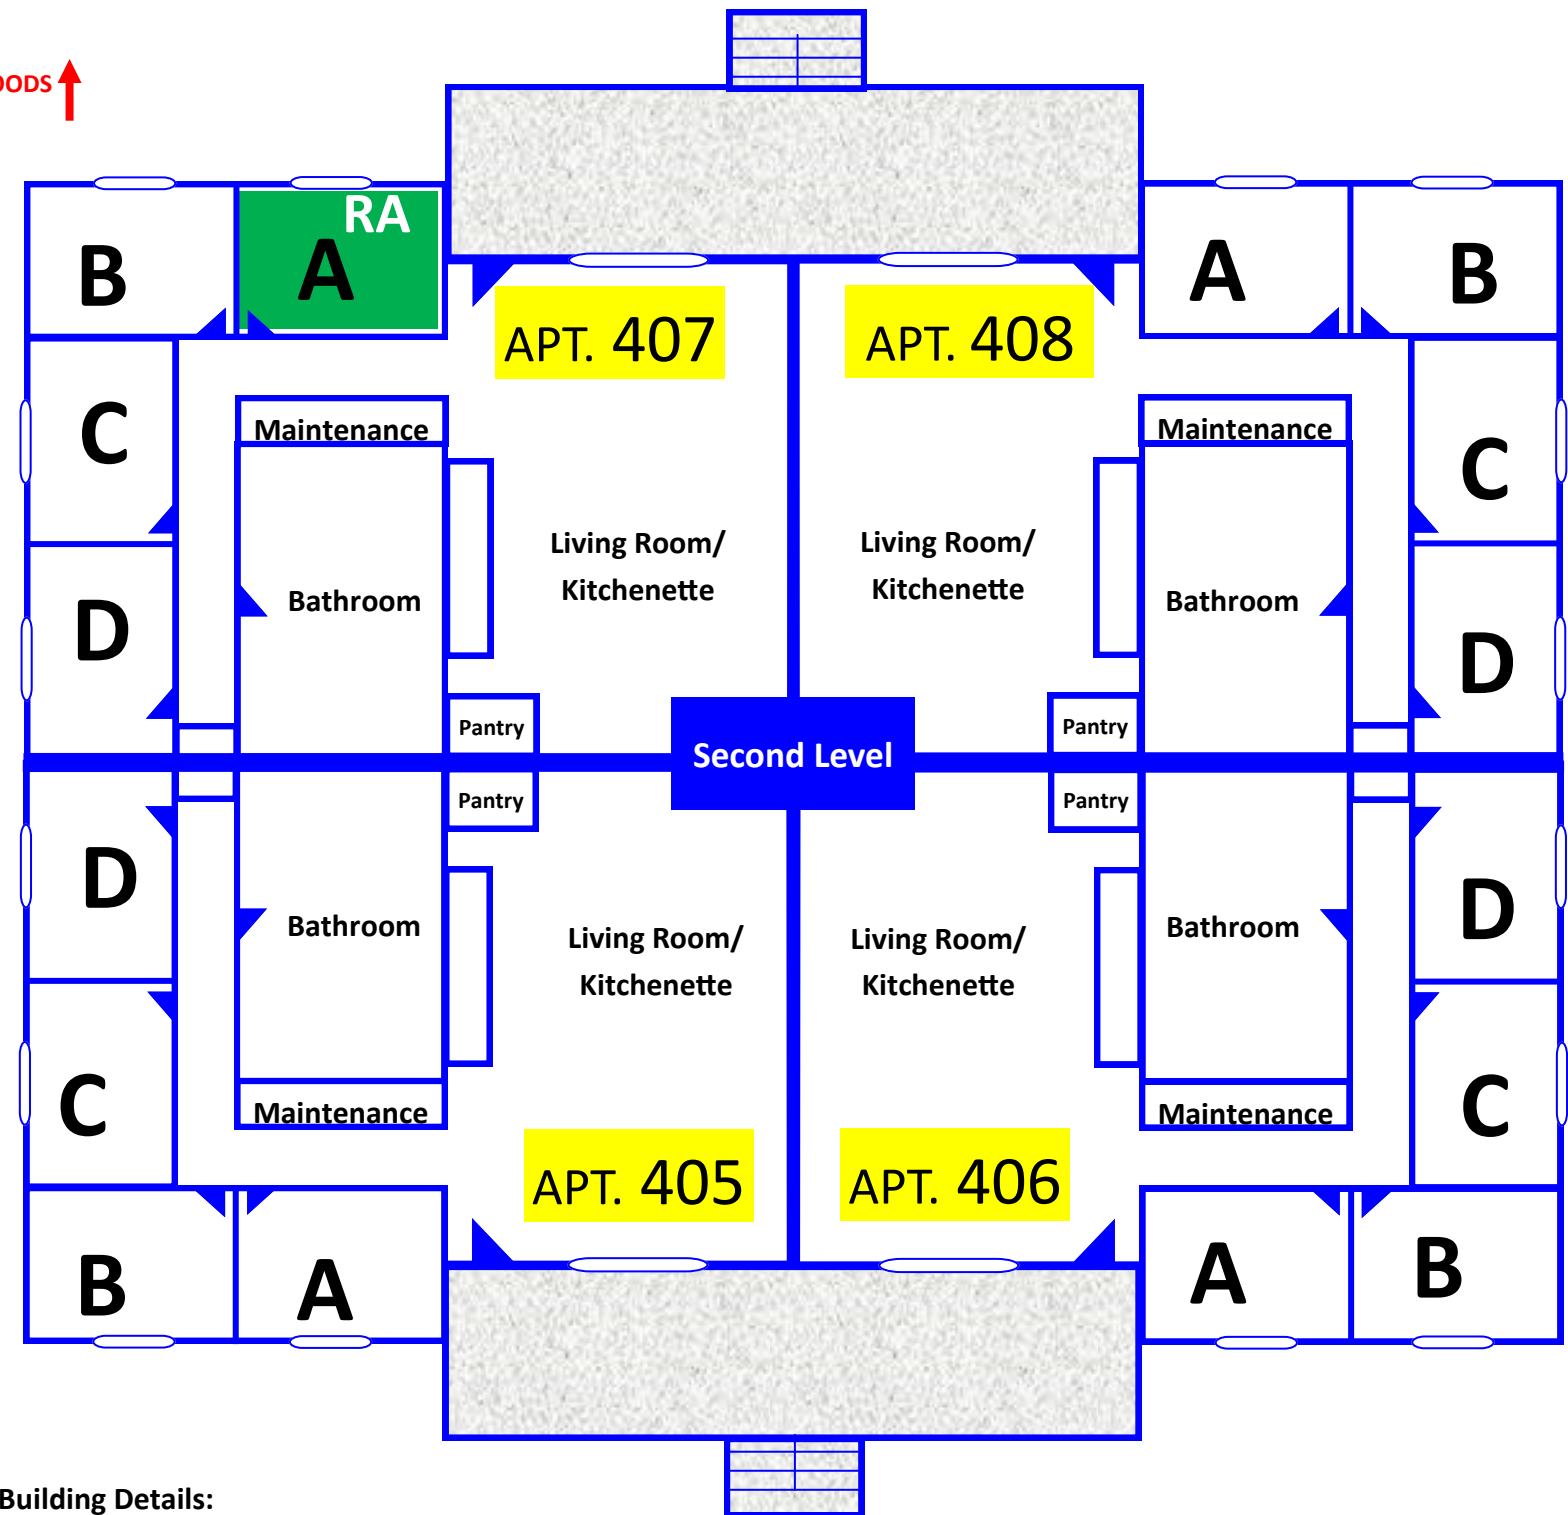 OODS
RA
B A A B
APT. 407 APT. 408
C Maintenance Maintenance C
Living Room/ Living Room/
Kitchenette Kitchenette
D Bathroom Bathroom D
Pantry Pantry
Second Level
Pantry Pantry
D Bathroom Bathroom D
Living Room/ Living Room/
Kitchenette Kitchenette
C Maintenance Maintenance C
APT. 405 APT. 406
B A A B
Building Details: